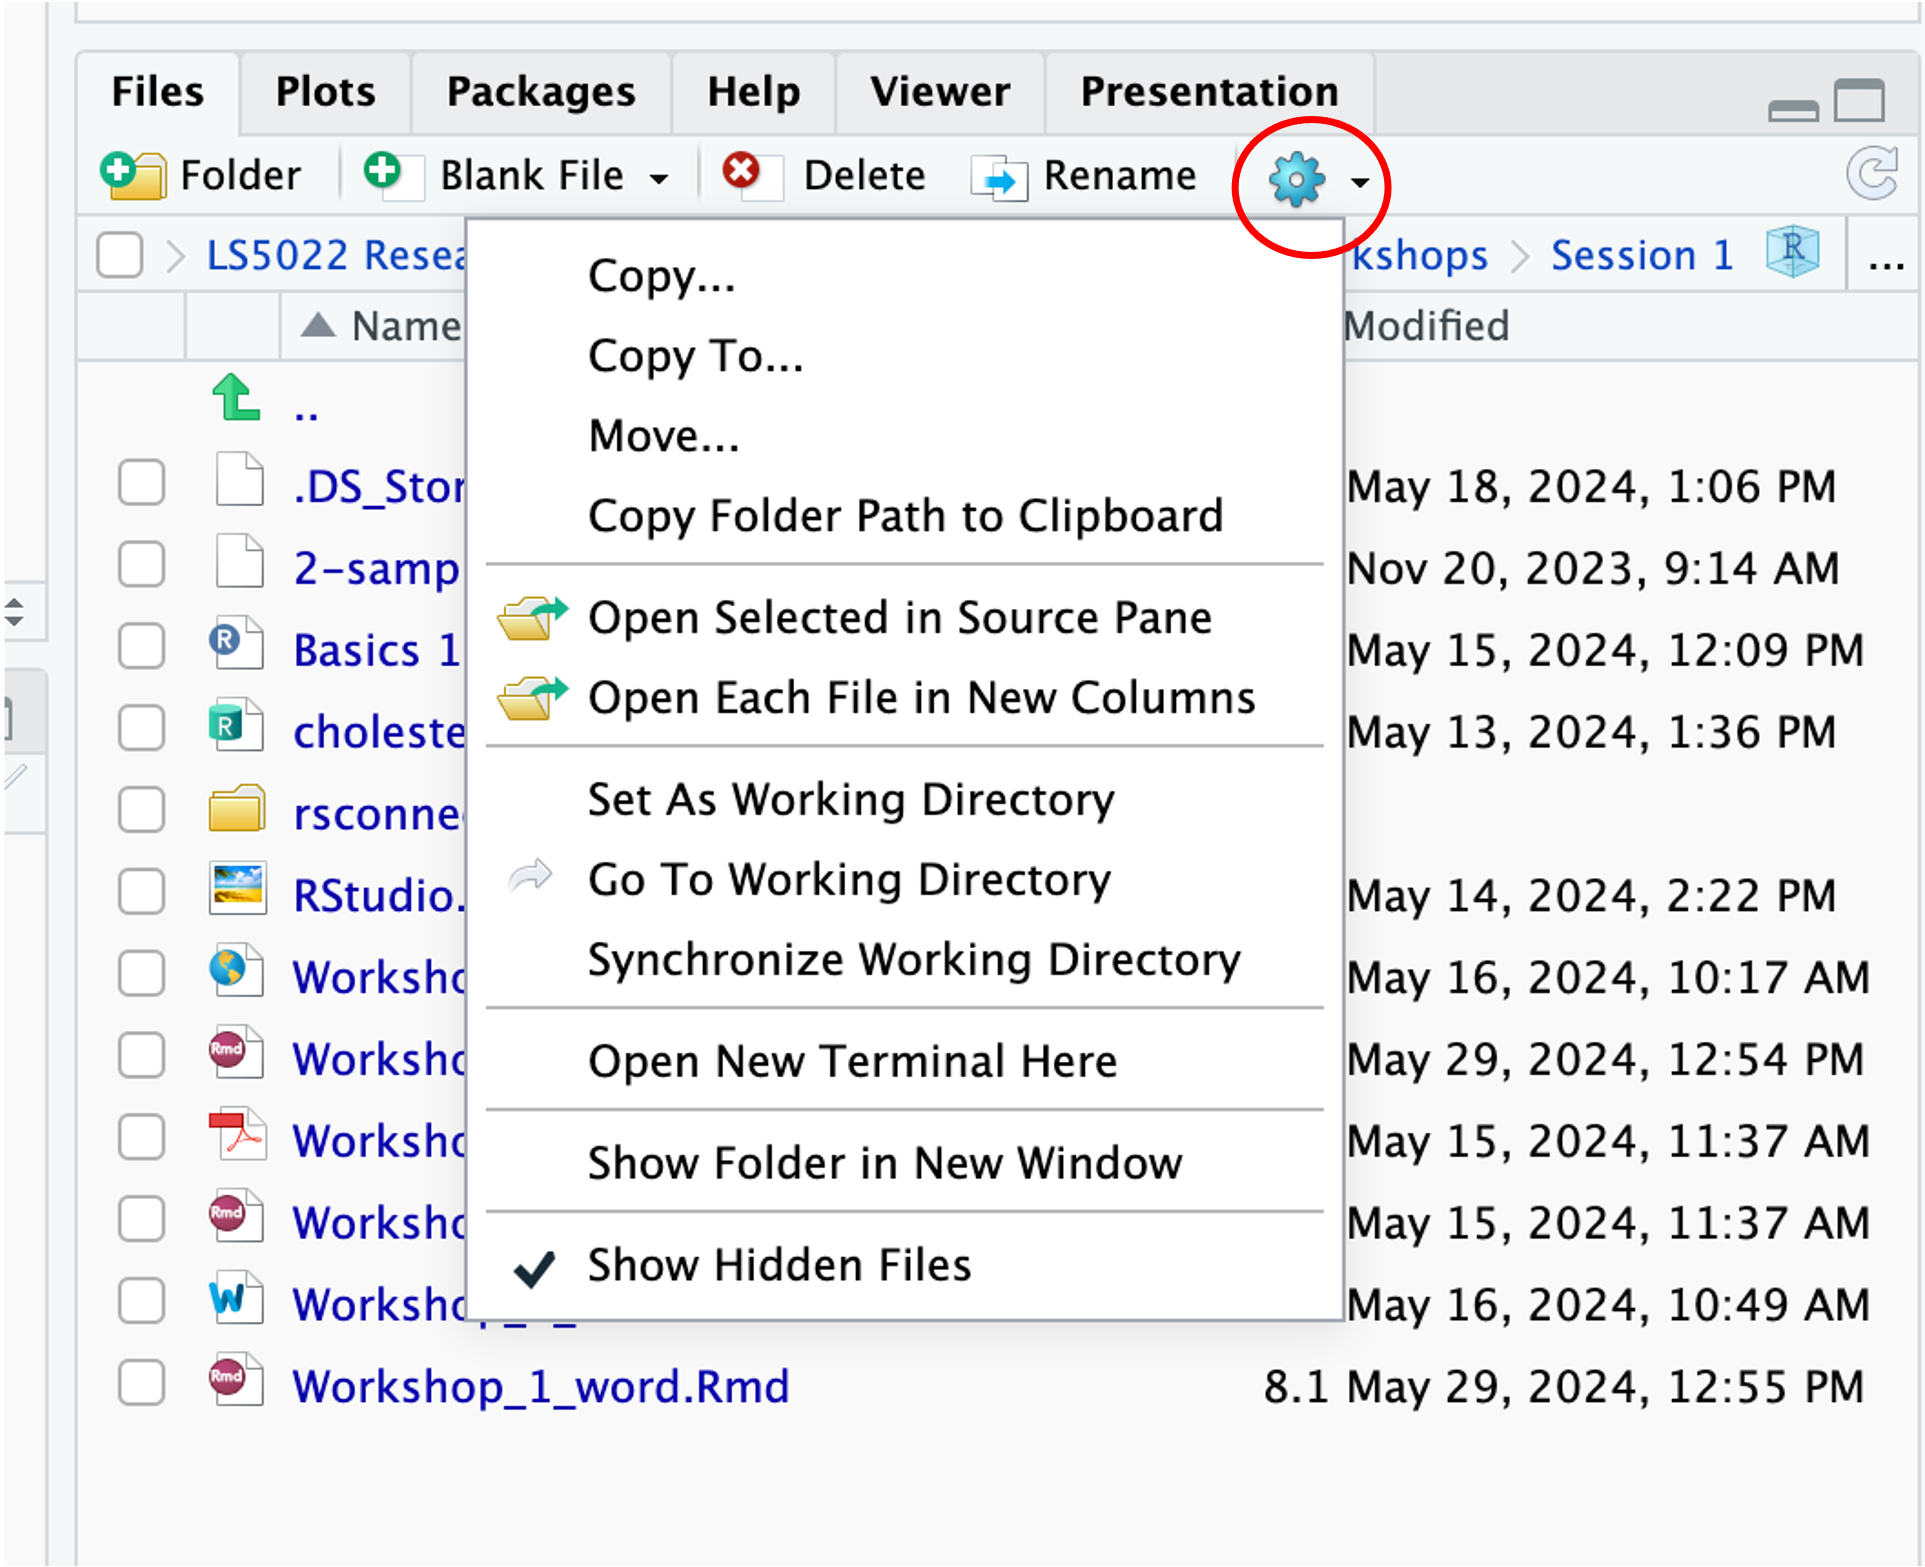 Files Plots Packages Help Viewer Presentation
Folder Blank File Delete Rename
LS5022 kshops Session 1 R ...
Name Modified
Copy...
Copy To...
Move...
Copy Folder Path to Clipboard
Open Selected in Source Pane
Open Each File in New Columns
Set As Working Directory
Go To Working Directory
Synchronize Working Directory
Open New Terminal Here
Show Folder in New Window
Show Hidden Files
..
.DS_Stor May 18, 2024, 1:06 PM
2-samp Nov 20, 2023, 9:14 AM
R Basics 1 May 15, 2024, 12:09 PM
R choleste May 13, 2024, 1:36 PM
rsconne
RStudio. May 14, 2024, 2:22 PM
Worksho May 16, 2024, 10:17 AM
Rmd Worksho May 29, 2024, 12:54 PM
Worksho May 15, 2024, 11:37 AM
Rmd Worksho May 15, 2024, 11:37 AM
W Worksho May 16, 2024, 10:49 AM
Rmd Workshop_1_word.Rmd 8.1 May 29, 2024, 12:55 PM